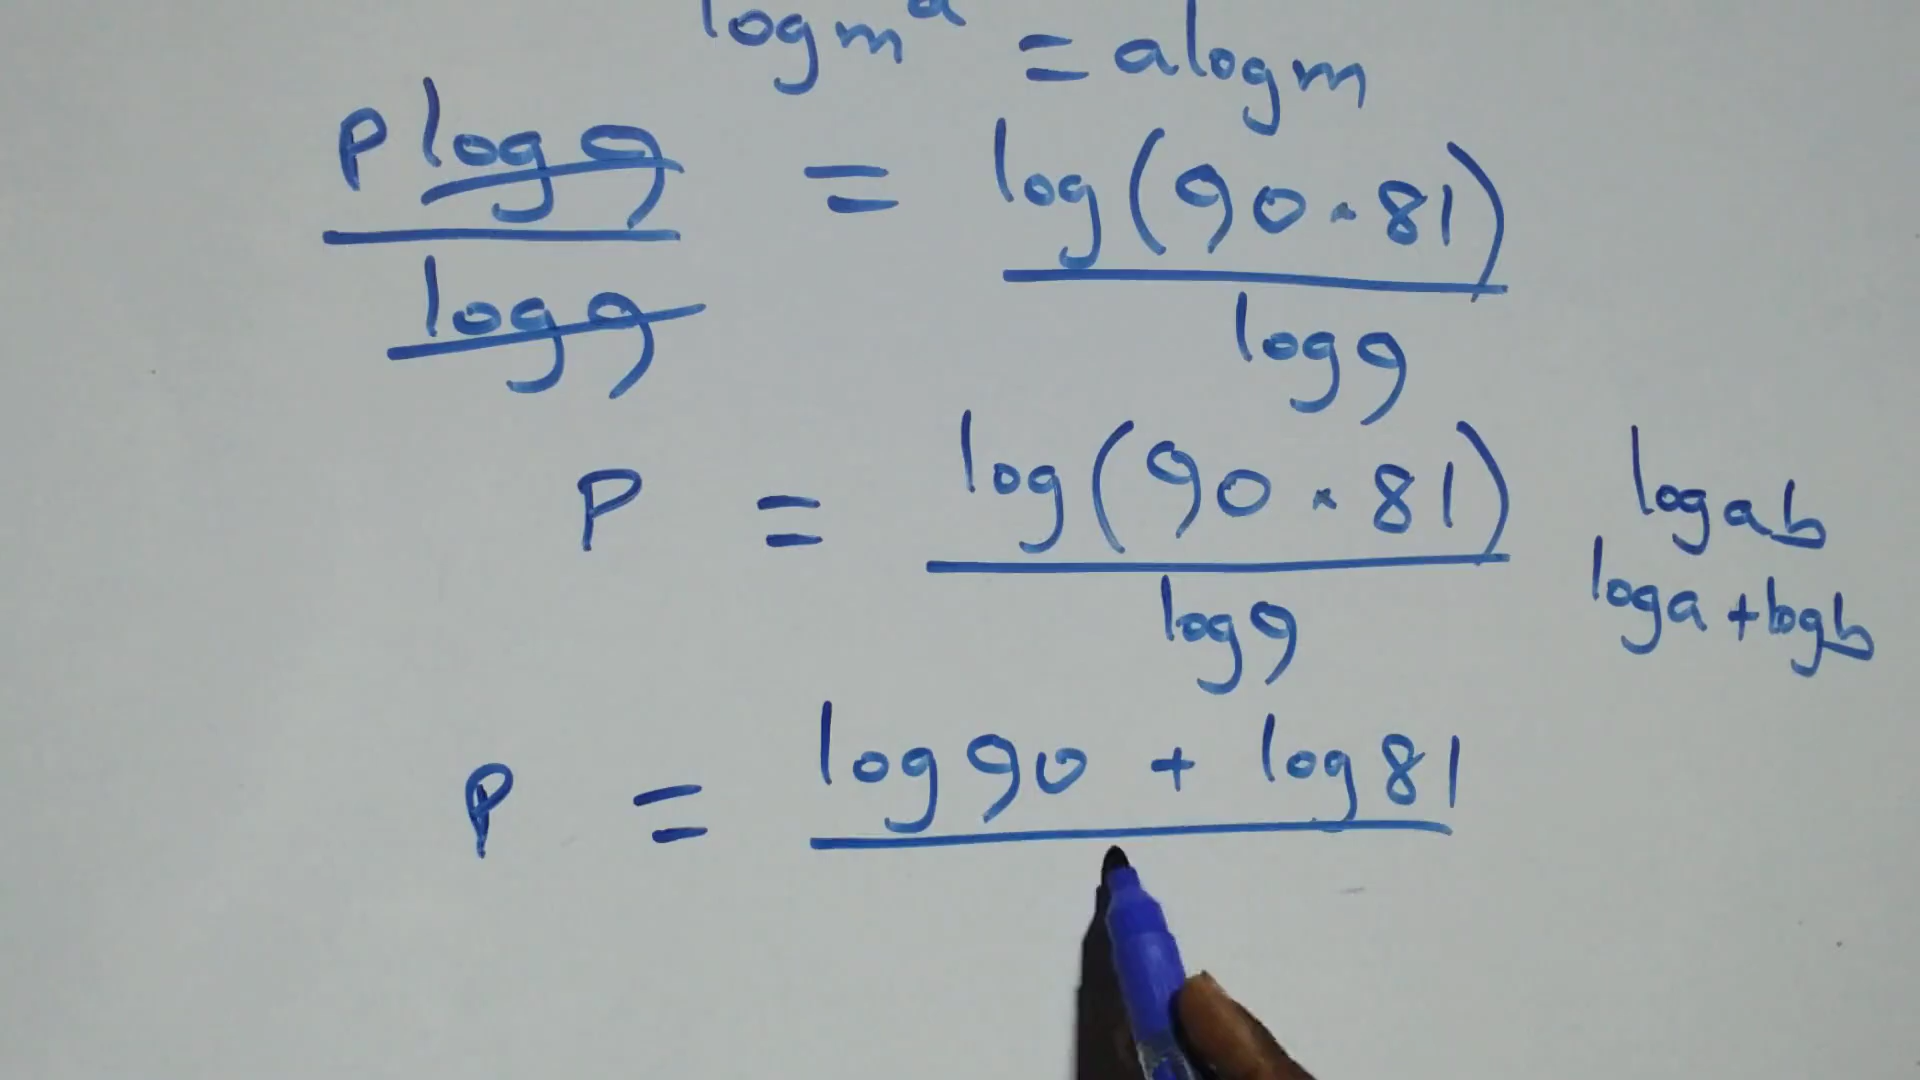 log m^a = a log m
P log 9 / log 9 = log(90 · 81) / log 9
P = log(90 · 81) / log 9
log ab
log a + log b
P = log 90 + log 81